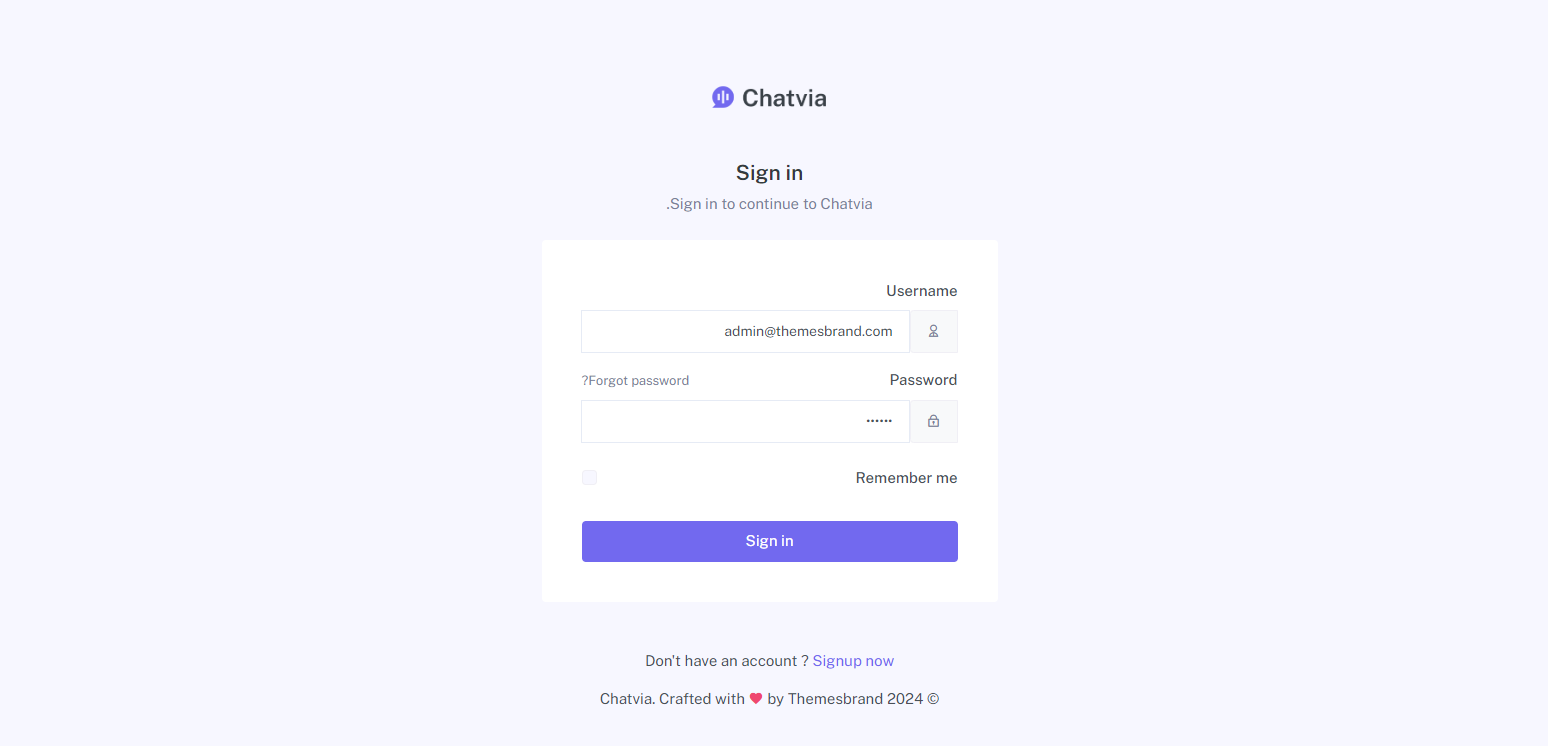 Chatvia
Sign in
.Sign in to continue to Chatvia
Username
admin@themesbrand.com
?Forgot password
Password
••••••
Remember me
Sign in
Don't have an account ? Signup now
Chatvia. Crafted with ❤ by Themesbrand 2024 ©